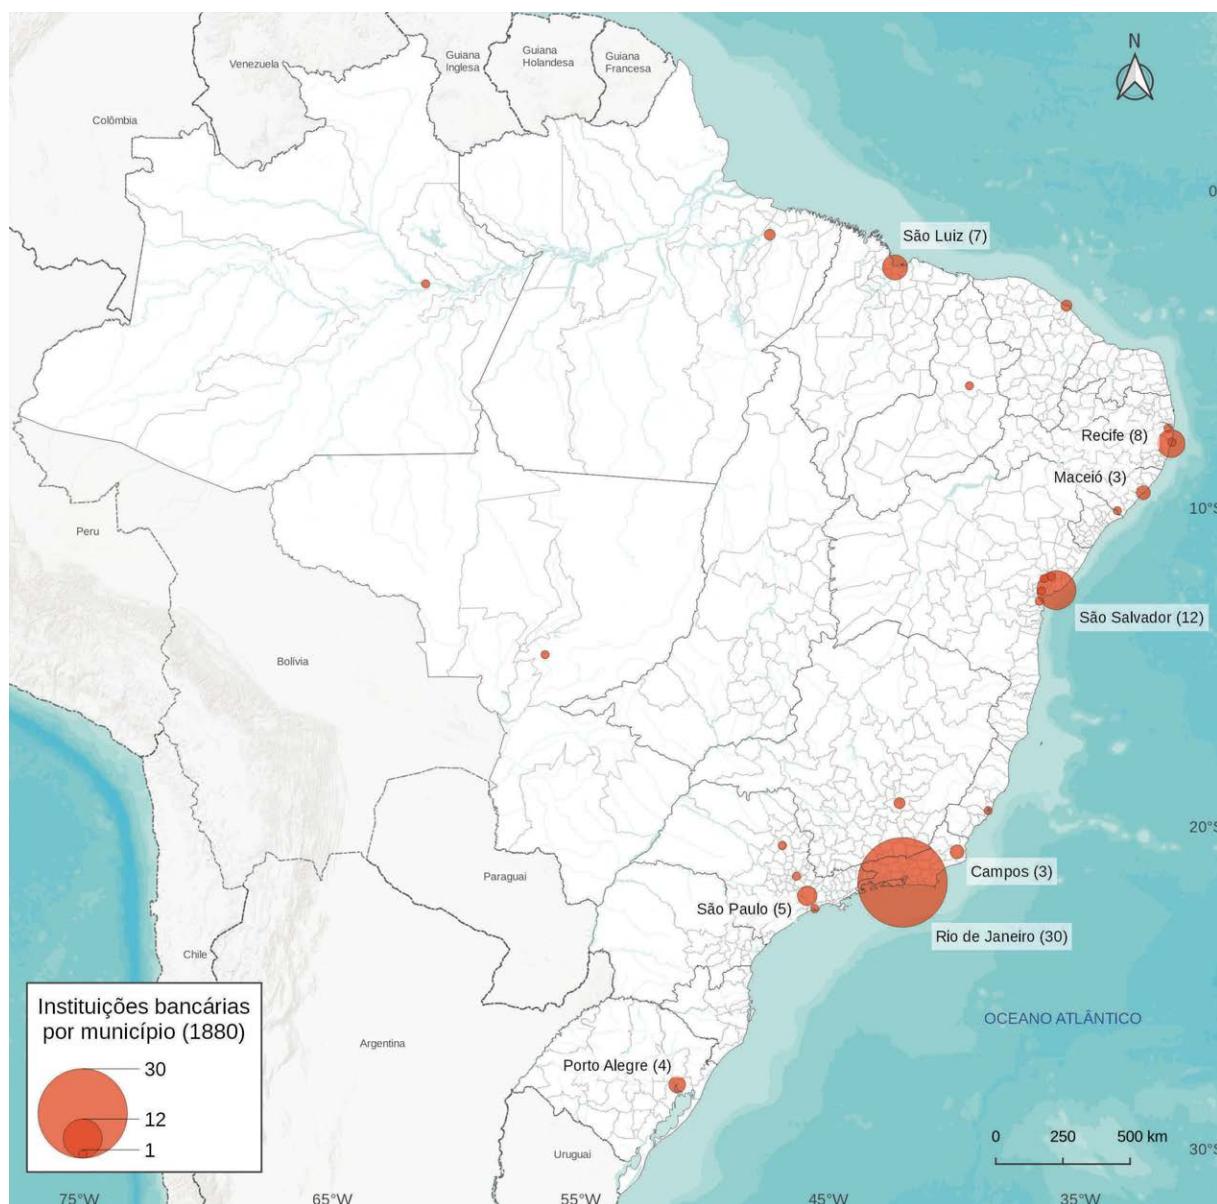 N
Venezuela
Guiana
Inglesa
Guiana
Holandesa
Guiana
Francesa
Colômbia
0
São Luiz (7)
Recife (8)
Maceió (3)
10°S
Peru
São Salvador (12)
Bolívia
20°S
Campos (3)
Paraguai
São Paulo (5)
Rio de Janeiro (30)
Chile
Instituições bancárias
por município (1880)
30
12
1
OCEANO ATLÂNTICO
Argentina
Porto Alegre (4)
0 250 500 km
Uruguai
30°S
75°W 65°W 55°W 45°W 35°W